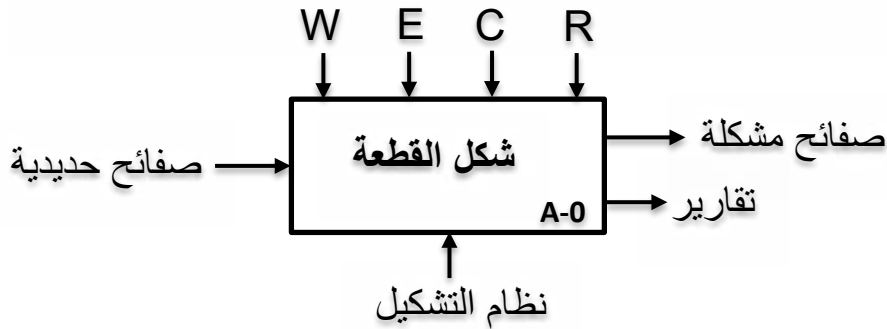 W E C R
صفائح حديدية
شكل القطعة
A-0
صفائح مشكلة
تقارير
نظام التشكيل